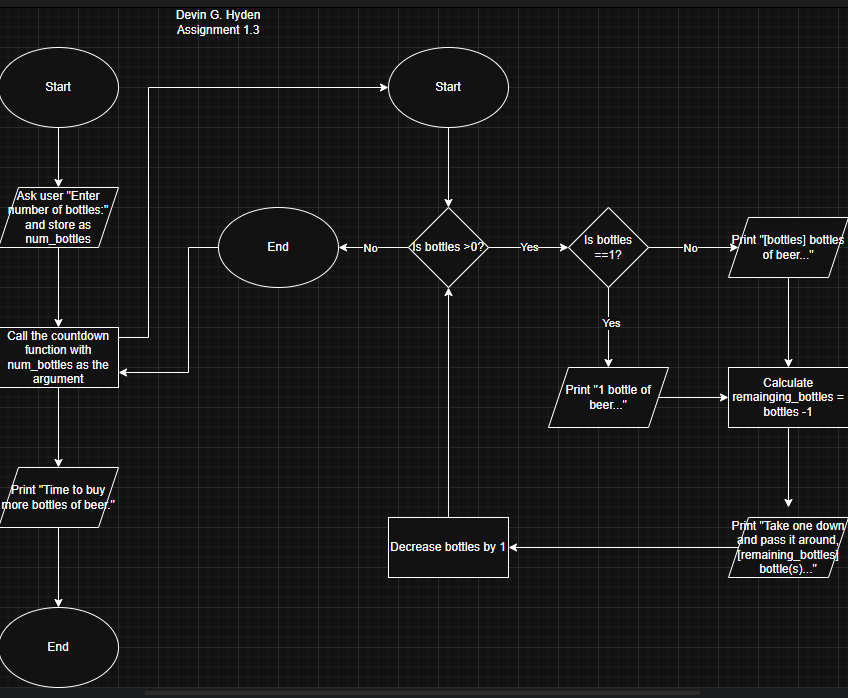 Devin G. Hyden
Assignment 1.3
Start
Start
Ask user "Enter
number of bottles:"
and store as
num_bottles
End
No
Is bottles >0?
Yes
Is bottles
==1?
No
Print "[bottles] bottles
of beer..."
Yes
Call the countdown
function with
num_bottles as the
argument
Print "1 bottle of
beer..."
Calculate
remainging_bottles =
bottles -1
Print "Time to buy
more bottles of beer."
Decrease bottles by 1
Print "Take one down
and pass it around,
[remaining_bottles]
bottle(s)..."
End